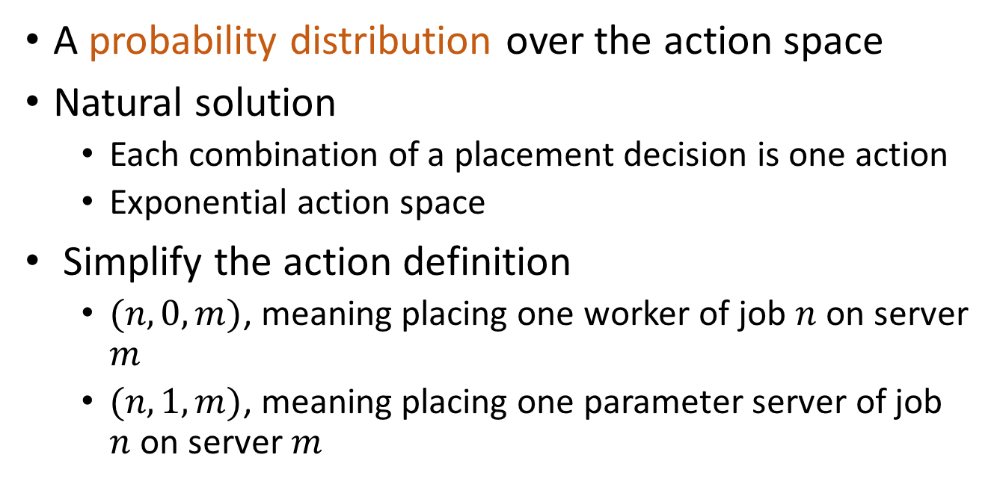 • A probability distribution over the action space
• Natural solution
• Each combination of a placement decision is one action
• Exponential action space
• Simplify the action definition
• (n, 0, m), meaning placing one worker of job n on server
m
• (n, 1, m), meaning placing one parameter server of job
n on server m